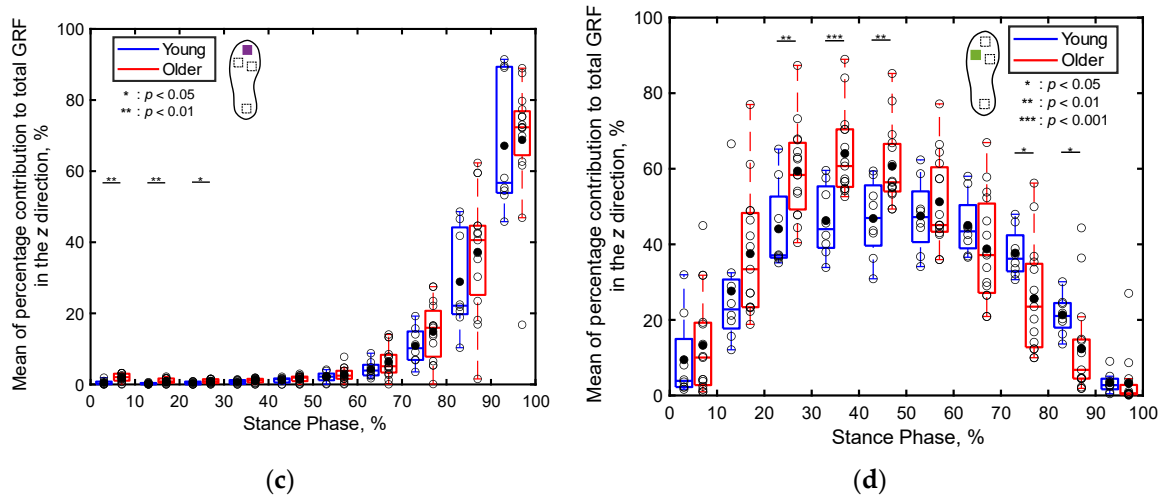 Mean of percentage contribution to total GRF
in the z direction, %
100
80
60
40
20
0
Young
Older
* : p < 0.05
** : p < 0.01
**
**
*
0 10 20 30 40 50 60 70 80 90 100
Stance Phase, %
(c)
Mean of percentage contribution to total GRF
in the z direction, %
100
80
60
40
20
0
**
***
**
Young
Older
* : p < 0.05
** : p < 0.01
*** : p < 0.001
*
*
0 10 20 30 40 50 60 70 80 90 100
Stance Phase, %
(d)